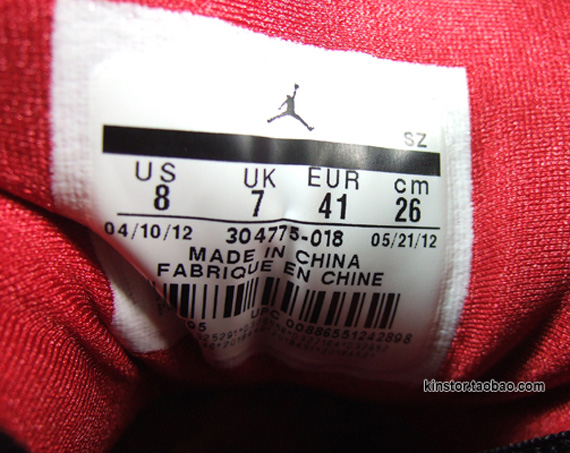 SZ
US UK EUR cm
8 7 41 26
04/10/12 304775-018 05/21/12
MADE IN CHINA
FABRIQUE EN CHINE
UPC 00886551242898
kinstor.taobao.com